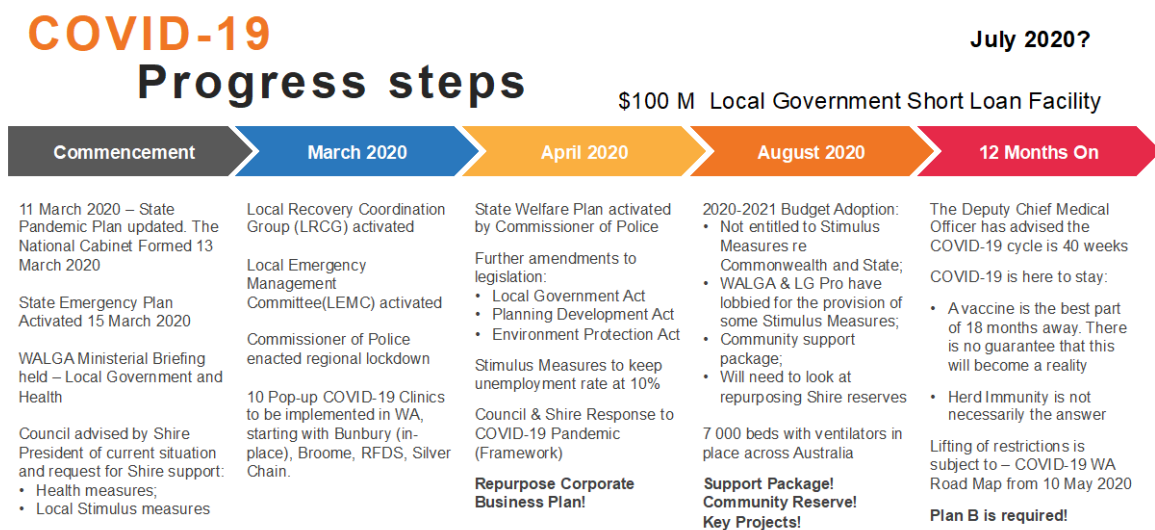 COVID-19
Progress steps
July 2020?
$100 M Local Government Short Loan Facility
Commencement
11 March 2020 – State
Pandemic Plan updated. The
National Cabinet Formed 13
March 2020
State Emergency Plan
Activated 15 March 2020
WALGA Ministerial Briefing
held – Local Government and
Health
Council advised by Shire
President of current situation
and request for Shire support:
• Health measures;
• Local Stimulus measures
March 2020
Local Recovery Coordination
Group (LRCG) activated
Local Emergency
Management
Committee(LEMC) activated
Commissioner of Police
enacted regional lockdown
10 Pop-up COVID-19 Clinics
to be implemented in WA,
starting with Bunbury (in-
place), Broome, RFDS, Silver
Chain.
April 2020
State Welfare Plan activated
by Commissioner of Police
Further amendments to
legislation:
• Local Government Act
• Planning Development Act
• Environment Protection Act
Stimulus Measures to keep
unemployment rate at 10%
Council & Shire Response to
COVID-19 Pandemic
(Framework)
Repurpose Corporate
Business Plan!
August 2020
2020-2021 Budget Adoption:
• Not entitled to Stimulus
Measures re
Commonwealth and State;
• WALGA & LG Pro have
lobbied for the provision of
some Stimulus Measures;
• Community support
package;
• Will need to look at
repurposing Shire reserves
7 000 beds with ventilators in
place across Australia
Support Package!
Community Reserve!
Key Projects!
12 Months On
The Deputy Chief Medical
Officer has advised the
COVID-19 cycle is 40 weeks
COVID-19 is here to stay:
• A vaccine is the best part
of 18 months away. There
is no guarantee that this
will become a reality
• Herd Immunity is not
necessarily the answer
Lifting of restrictions is
subject to – COVID-19 WA
Road Map from 10 May 2020
Plan B is required!